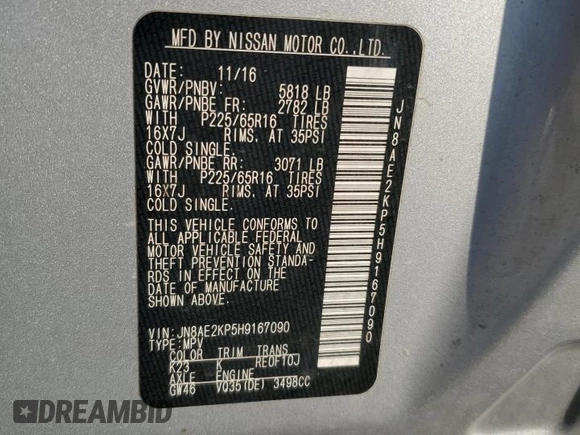 MFD BY NISSAN MOTOR CO.,LTD.
DATE: 11/16
GVWR/PNBV: 5818 LB
GAWR/PNBE FR: 2782 LB
WITH P225/65R16 TIRES
16X7J RIMS, AT 35PSI
COLD SINGLE.
GAWR/PNBE RR: 3071 LB
WITH P225/65R16 TIRES
16X7J RIMS, AT 35PSI
COLD SINGLE.
THIS VEHICLE CONFORMS TO
ALL APPLICABLE FEDERAL
MOTOR VEHICLE SAFETY AND
THEFT PREVENTION STANDA-
RDS IN EFFECT ON THE
DATE OF MANUFACTURE
SHOWN ABOVE.
VIN: JN8AE2KP5H9167090
TYPE: MPV
COLOR TRIM TRANS
K23 K RE0F10J
AXLE ENGINE
GW46 VQ35(DE) 3498CC
JN8AE2KP5H9167090
DREAMBID